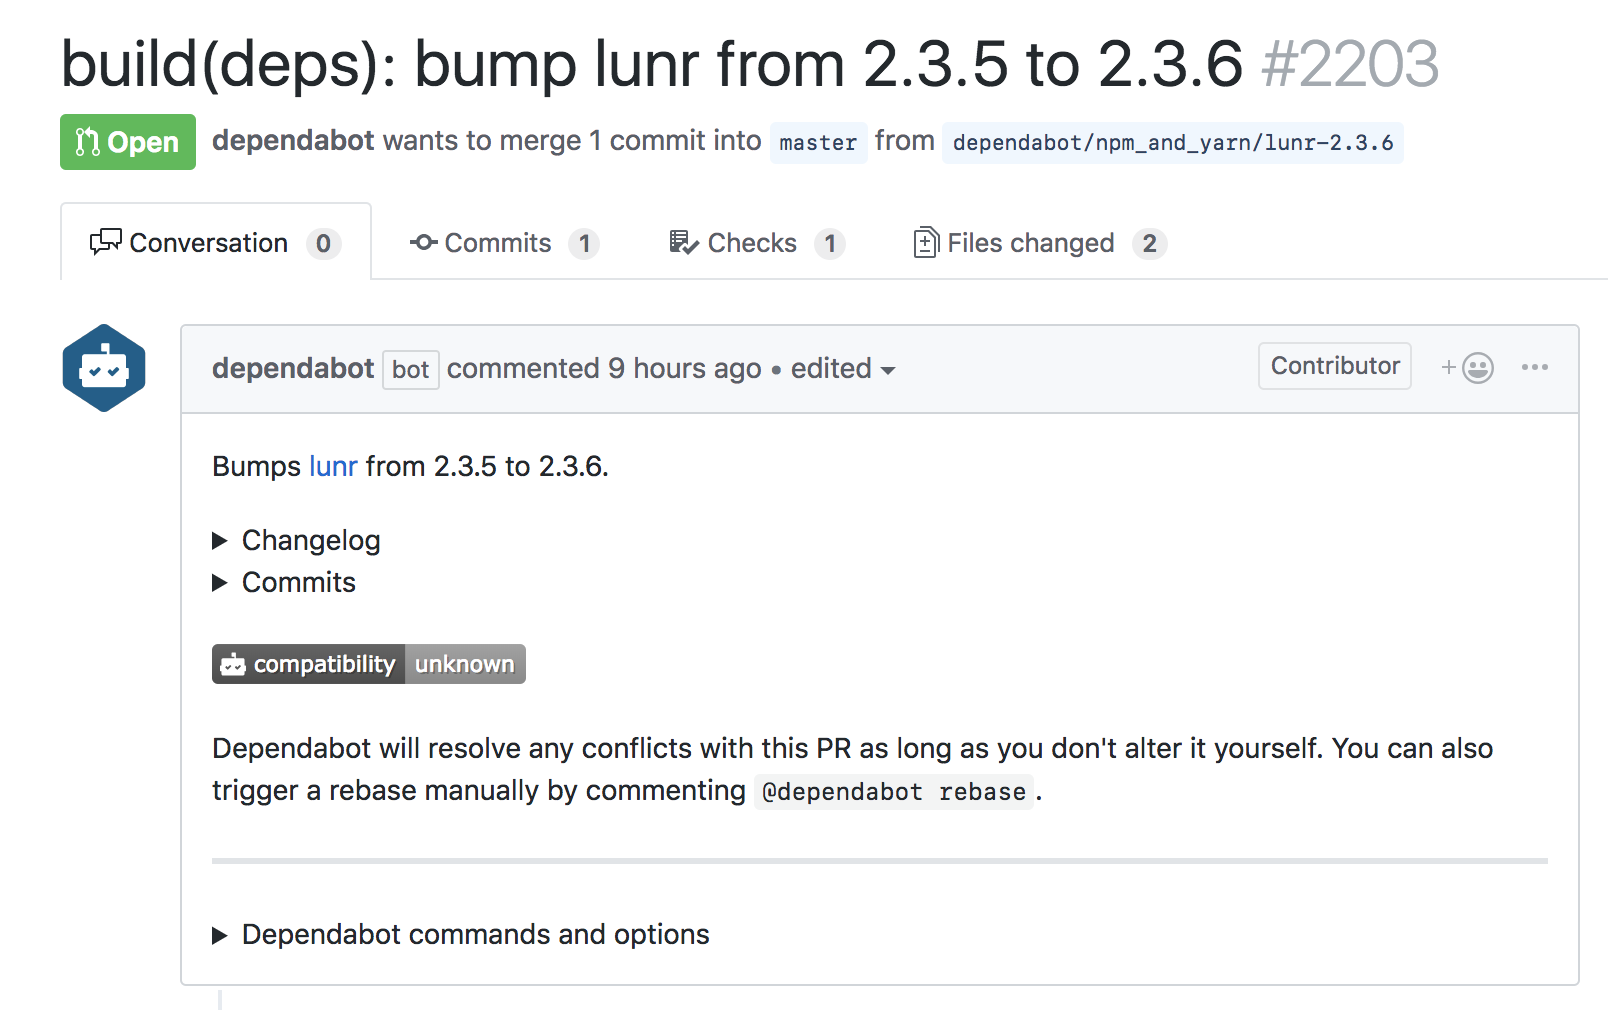 build(deps): bump lunr from 2.3.5 to 2.3.6 #2203
Open dependabot wants to merge 1 commit into master from dependabot/npm_and_yarn/lunr-2.3.6
Conversation 0 Commits 1 Checks 1 Files changed 2
dependabot bot commented 9 hours ago • edited Contributor
Bumps lunr from 2.3.5 to 2.3.6.
Changelog
Commits
compatibility unknown
Dependabot will resolve any conflicts with this PR as long as you don't alter it yourself. You can also
trigger a rebase manually by commenting @dependabot rebase.
Dependabot commands and options